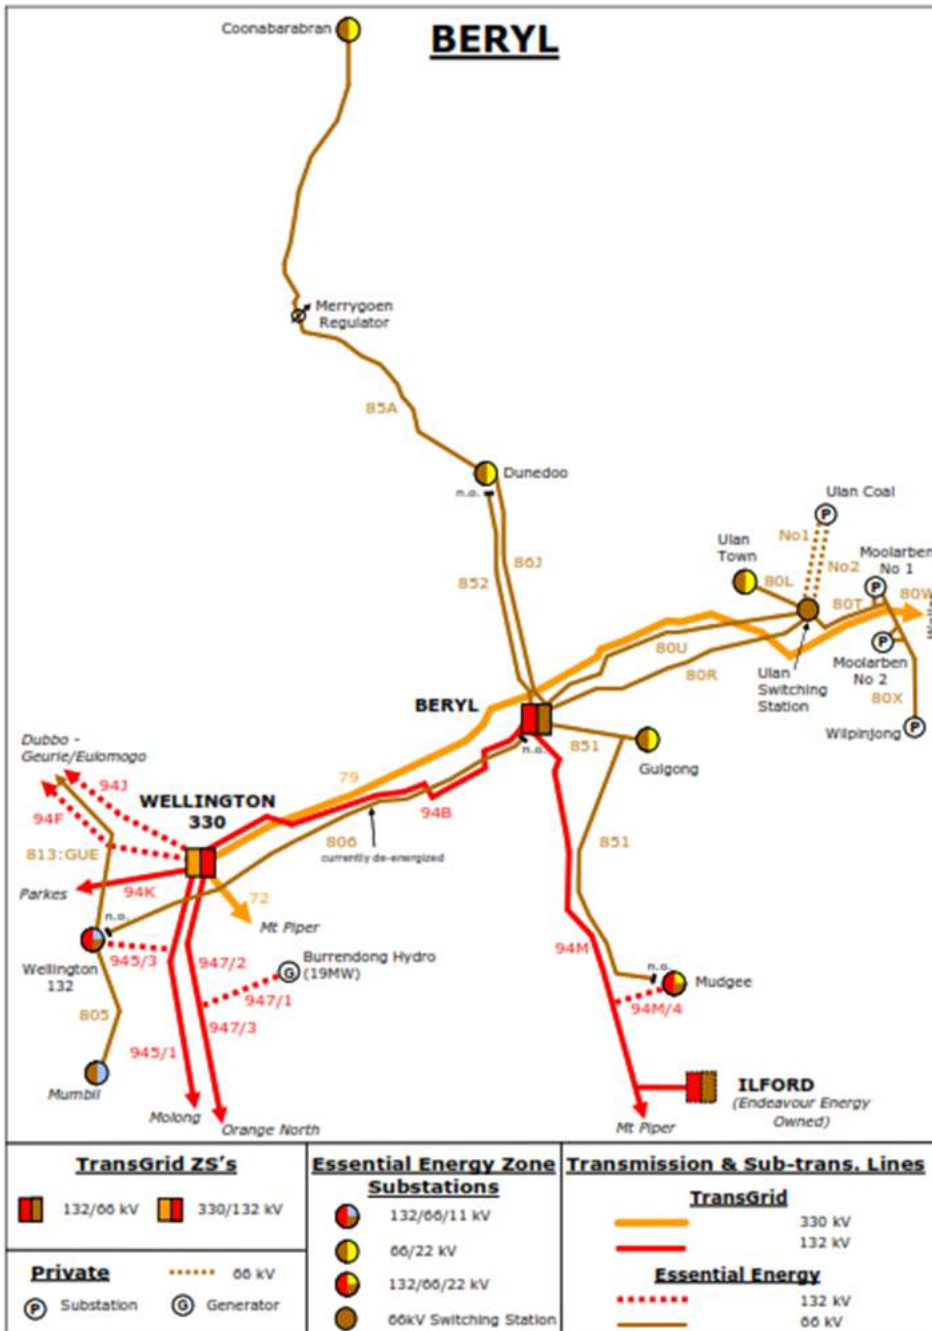 BERYL
Coonabarabran
Merrygoen
Regulator
85A
Dunedoo
n.o.
Ulan Coal
No1
Ulan
Town
No2
Moolarben
No 1
86J
852
80L
80T
80W
80U
Moolarben
No 2
80R
Ulan
Switching
Station
80X
BERYL
Wilpinjong
n.o.
851
Gulgong
Dubbo -
Geurie/Eulomogo
94J
79
WELLINGTON
330
94B
94F
806
813:GUE
currently de-energized
851
94K
Parkes
72
n.o.
Mt Piper
94M
Wellington
132
945/3
947/2
Burrendong Hydro
(19MW)
n.o.
Mudgee
947/1
94M/4
805
947/3
945/1
Mumbil
ILFORD
(Endeavour Energy
Owned)
Molong
Orange North
Mt Piper
TransGrid ZS's
132/66 kV
330/132 kV
Private
66 kV
P Substation
G Generator
Essential Energy Zone
Substations
132/66/11 kV
66/22 kV
132/66/22 kV
66kV Switching Station
Transmission & Sub-trans. Lines
TransGrid
330 kV
132 kV
Essential Energy
132 kV
66 kV